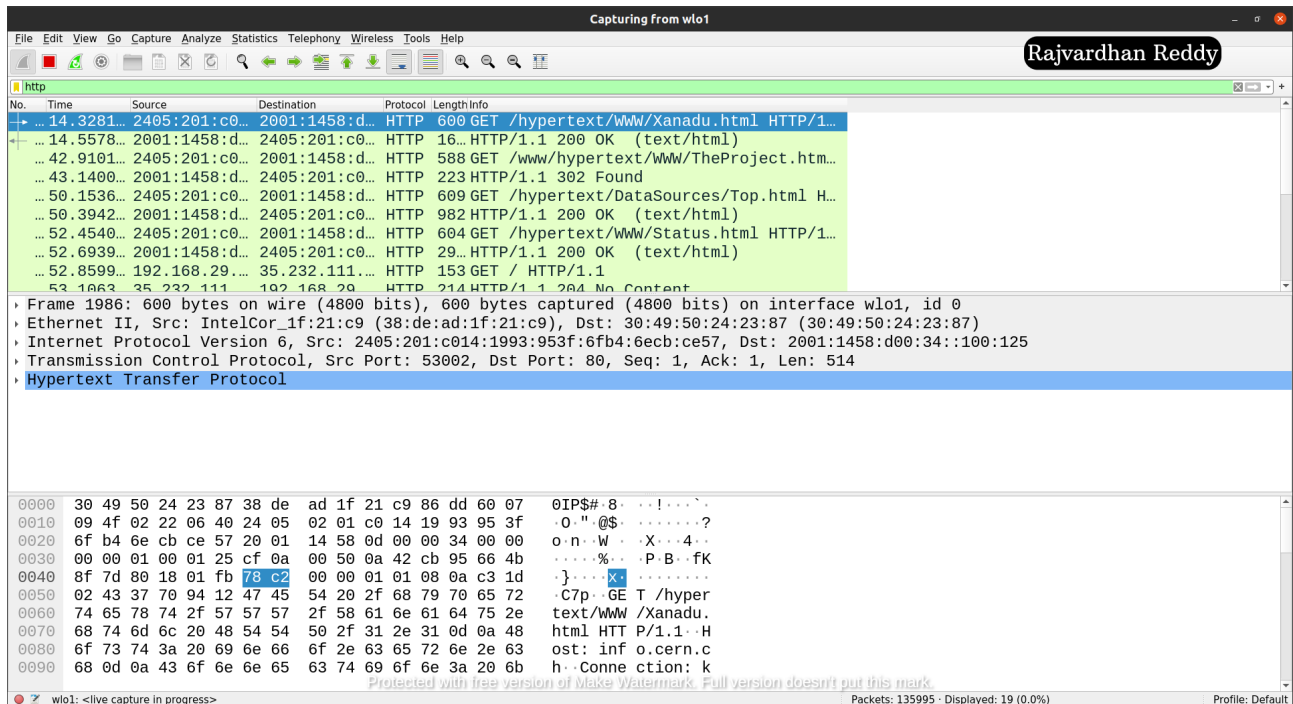 Capturing from wlo1
File Edit View Go Capture Analyze Statistics Telephony Wireless Tools Help
Rajvardhan Reddy
http
No. Time Source Destination Protocol Length Info
… 14.3281… 2405:201:c0… 2001:1458:d… HTTP 600 GET /hypertext/WWW/Xanadu.html HTTP/1…
… 14.5578… 2001:1458:d… 2405:201:c0… HTTP 16… HTTP/1.1 200 OK (text/html)
… 42.9101… 2405:201:c0… 2001:1458:d… HTTP 588 GET /www/hypertext/WWW/TheProject.htm…
… 43.1400… 2001:1458:d… 2405:201:c0… HTTP 223 HTTP/1.1 302 Found
… 50.1536… 2405:201:c0… 2001:1458:d… HTTP 609 GET /hypertext/DataSources/Top.html H…
… 50.3942… 2001:1458:d… 2405:201:c0… HTTP 982 HTTP/1.1 200 OK (text/html)
… 52.4540… 2405:201:c0… 2001:1458:d… HTTP 604 GET /hypertext/WWW/Status.html HTTP/1…
… 52.6939… 2001:1458:d… 2405:201:c0… HTTP 29… HTTP/1.1 200 OK (text/html)
… 52.8599… 192.168.29.… 35.232.111.… HTTP 153 GET / HTTP/1.1
53.1063 35.232.111 192.168.29 HTTP 214 HTTP/1.1 204 No Content
Frame 1986: 600 bytes on wire (4800 bits), 600 bytes captured (4800 bits) on interface wlo1, id 0
Ethernet II, Src: IntelCor_1f:21:c9 (38:de:ad:1f:21:c9), Dst: 30:49:50:24:23:87 (30:49:50:24:23:87)
Internet Protocol Version 6, Src: 2405:201:c014:1993:953f:6fb4:6ecb:ce57, Dst: 2001:1458:d00:34::100:125
Transmission Control Protocol, Src Port: 53002, Dst Port: 80, Seq: 1, Ack: 1, Len: 514
Hypertext Transfer Protocol
0000 30 49 50 24 23 87 38 de ad 1f 21 c9 86 dd 60 07 0IP$#·8· ··!···`·
0010 09 4f 02 22 06 40 24 05 02 01 c0 14 19 93 95 3f ·O·"·@$· ·······?
0020 6f b4 6e cb ce 57 20 01 14 58 0d 00 00 34 00 00 o·n··W · ·X···4··
0030 00 00 01 00 01 25 cf 0a 00 50 0a 42 cb 95 66 4b ·····%·· ·P·B··fK
0040 8f 7d 80 18 01 fb 78 c2 00 00 01 01 08 0a c3 1d ·}····x· ········
0050 02 43 37 70 94 12 47 45 54 20 2f 68 79 70 65 72 ·C7p··GE T /hyper
0060 74 65 78 74 2f 57 57 57 2f 58 61 6e 61 64 75 2e text/WWW /Xanadu.
0070 68 74 6d 6c 20 48 54 54 50 2f 31 2e 31 0d 0a 48 html HTT P/1.1··H
0080 6f 73 74 3a 20 69 6e 66 6f 2e 63 65 72 6e 2e 63 ost: inf o.cern.c
0090 68 0d 0a 43 6f 6e 6e 65 63 74 69 6f 6e 3a 20 6b h··Conne ction: k
Protected with free version of Make Watermark. Full version doesn't put this mark.
wlo1: <live capture in progress> Packets: 135995 · Displayed: 19 (0.0%) Profile: Default